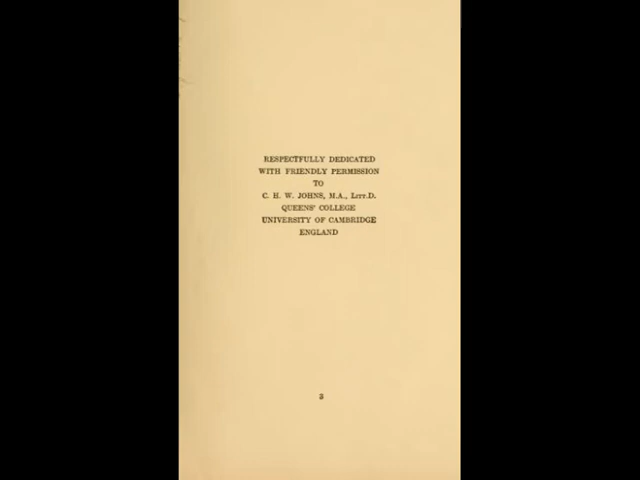 RESPECTFULLY DEDICATED
WITH FRIENDLY PERMISSION
TO
C. H. W. JOHNS, M.A., Litt.D.
QUEENS' COLLEGE
UNIVERSITY OF CAMBRIDGE
ENGLAND
3